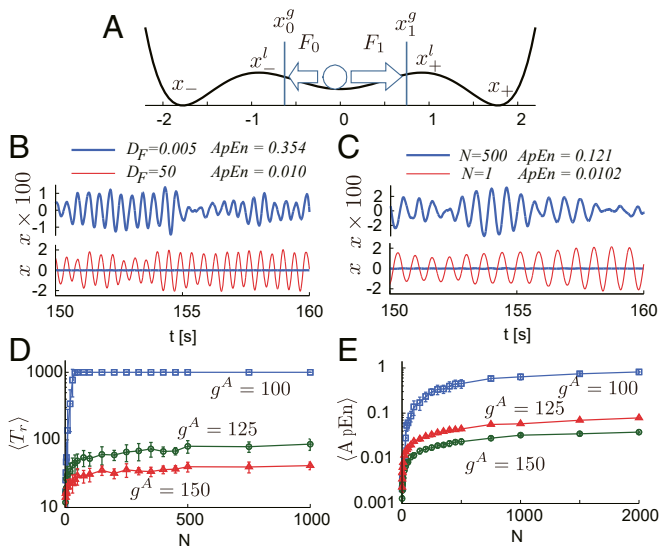 A
x_0^g
x_1^g
x_-
x_-^l
F_0
F_1
x_+^l
x_+
-2
-1
0
1
2
B
D_F=0.005
ApEn = 0.354
D_F=50
ApEn = 0.010
x × 100
1
0
-1
x
2
0
-2
150
155
160
t [s]
C
N=500
ApEn = 0.121
N=1
ApEn = 0.0102
x × 100
2
0
-2
x
2
0
-2
150
155
160
t [s]
D
⟨T_r⟩
1000
100
10
g^A = 100
g^A = 125
g^A = 150
0
500
1000
N
E
⟨A pEn⟩
1
0.1
0.01
0.001
g^A = 100
g^A = 125
g^A = 150
0
500
1000
1500
2000
N